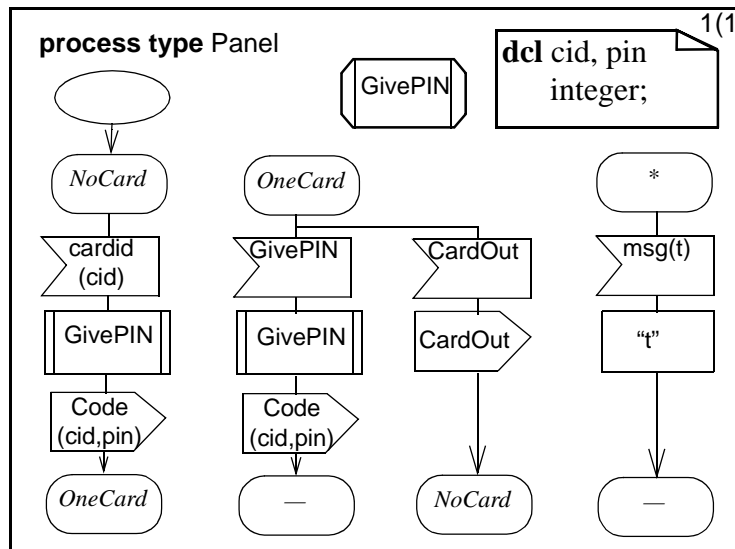 1(1
process type Panel
GivePIN
dcl cid, pin
integer;
NoCard
OneCard
*
cardid
(cid)
GivePIN
CardOut
msg(t)
GivePIN
GivePIN
CardOut
“t”
Code
(cid,pin)
Code
(cid,pin)
OneCard
—
NoCard
—